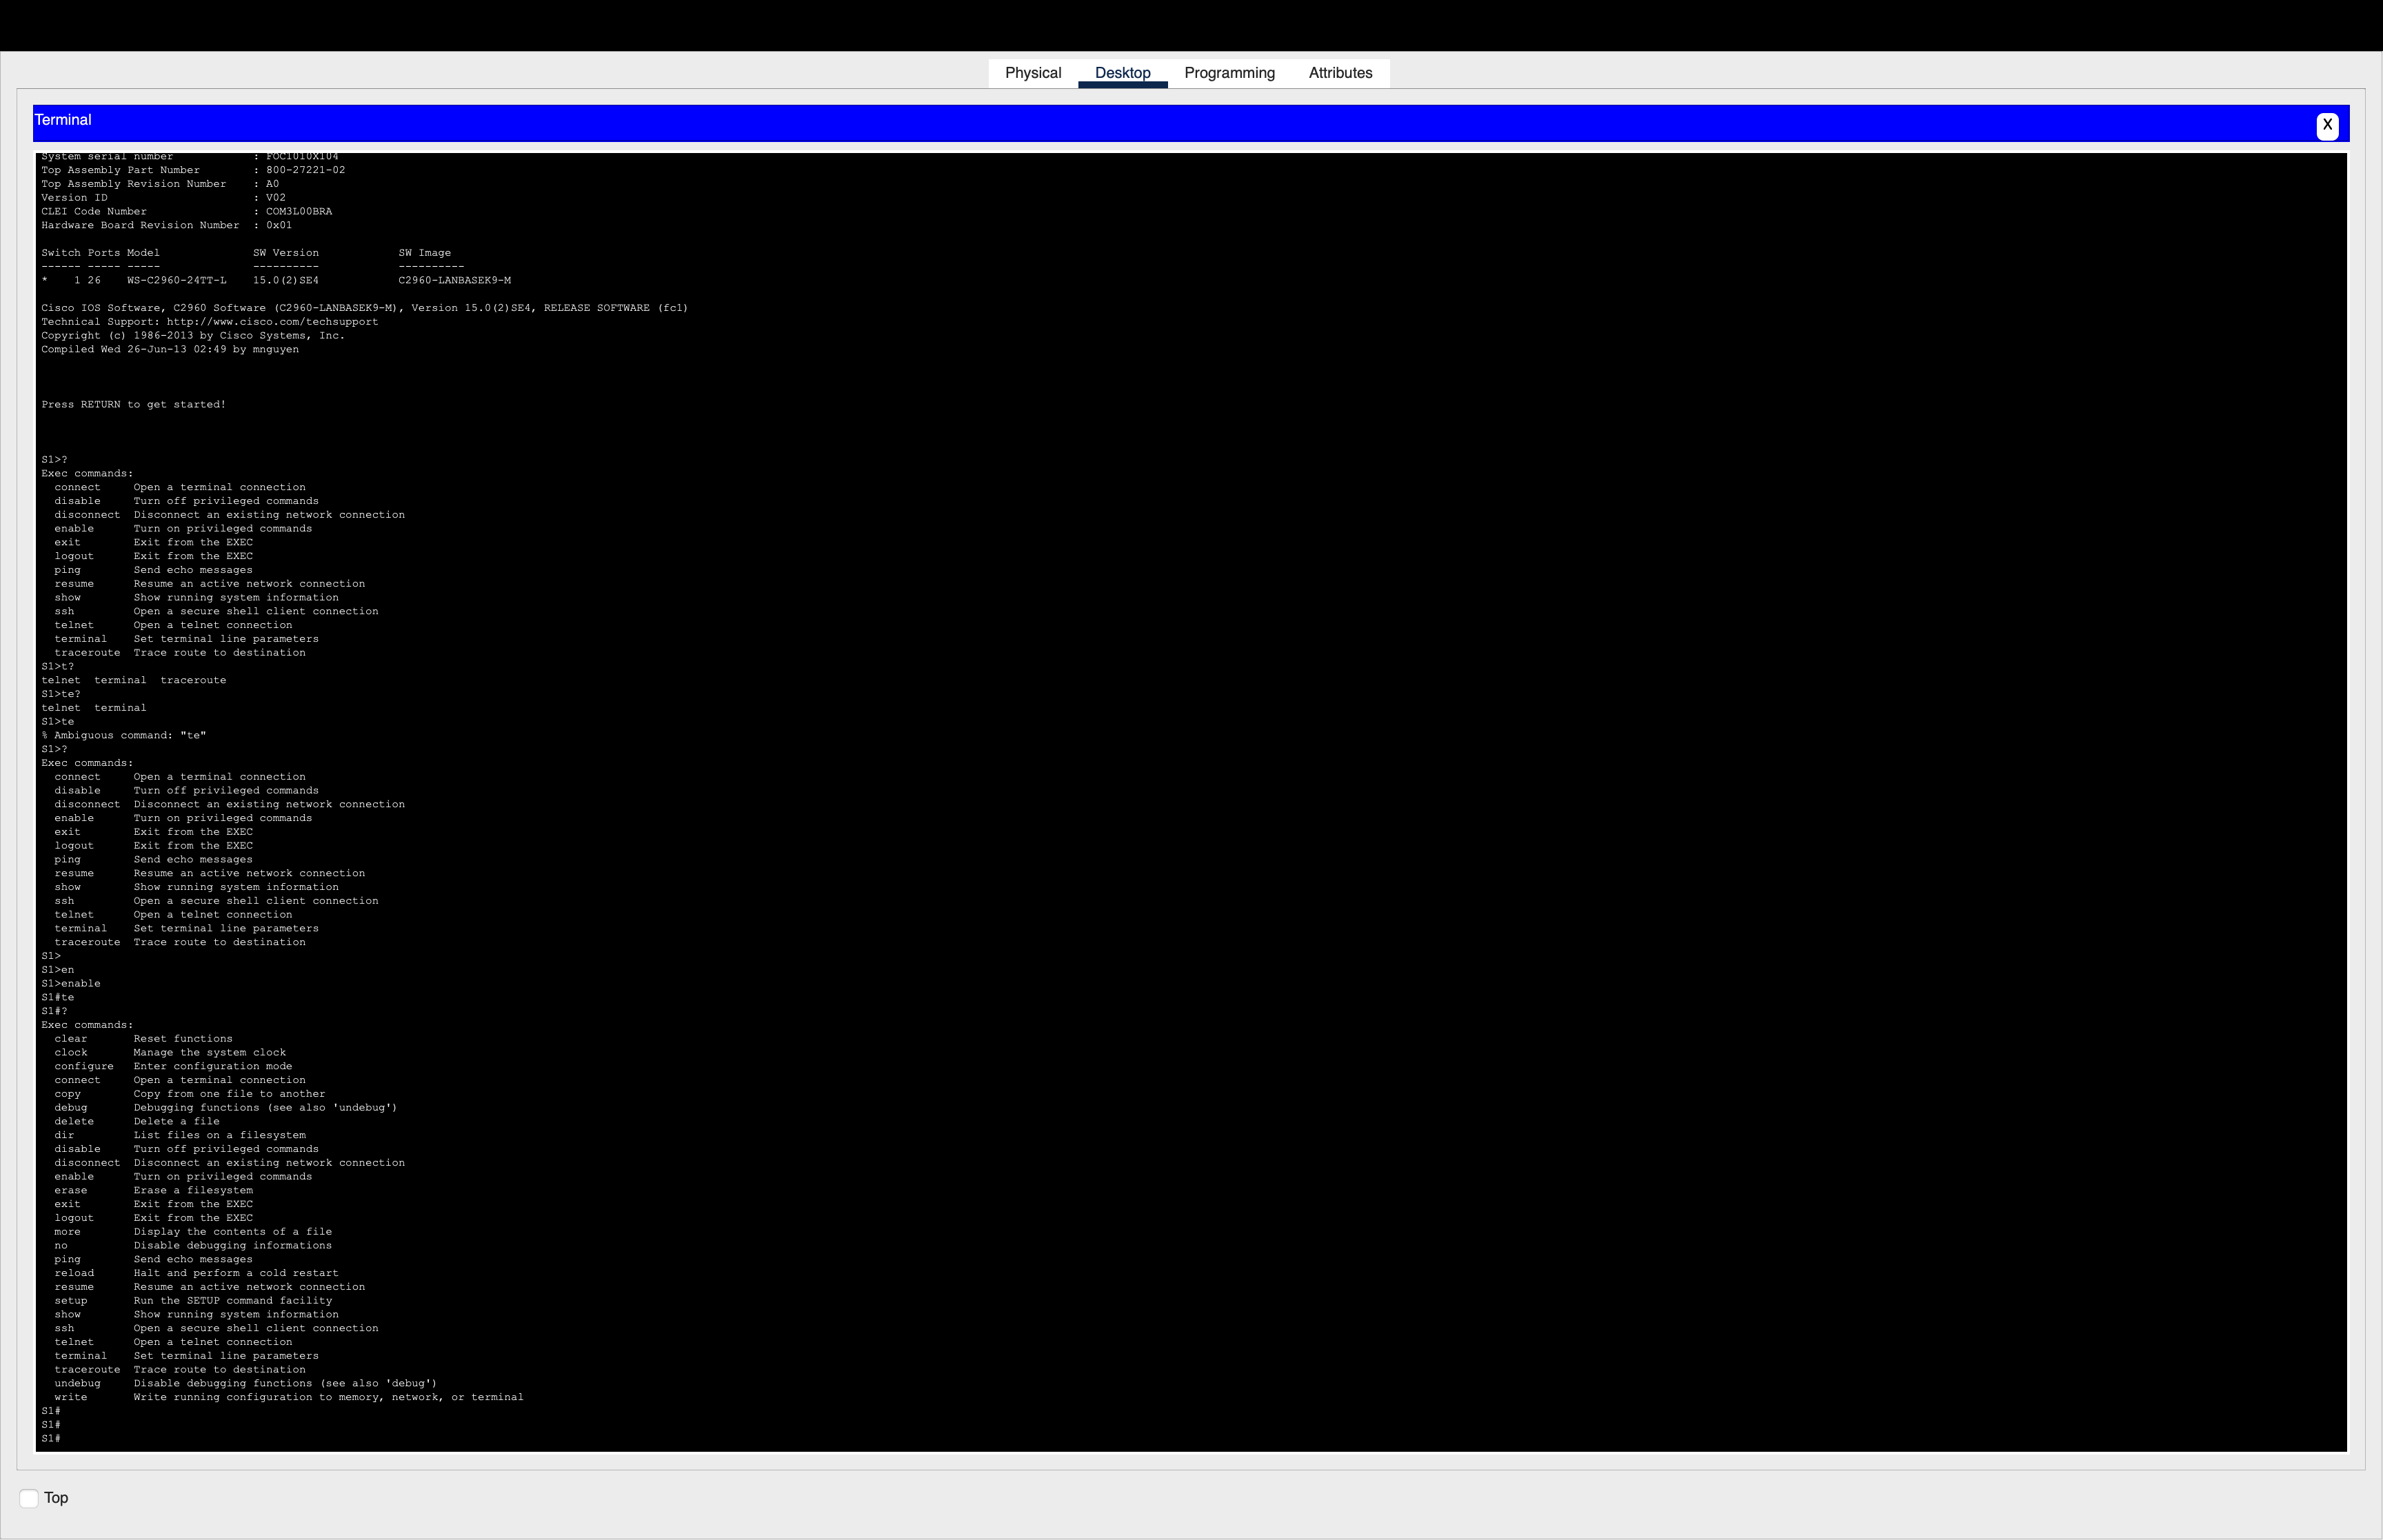 Physical Desktop Programming Attributes
Terminal
X
System serial number            : FOC1010X104
Top Assembly Part Number        : 800-27221-02
Top Assembly Revision Number    : A0
Version ID                      : V02
CLEI Code Number                : COM3L00BRA
Hardware Board Revision Number  : 0x01
Switch Ports Model              SW Version            SW Image
------ ----- -----              ----------            ----------
*    1 26    WS-C2960-24TT-L    15.0(2)SE4            C2960-LANBASEK9-M
Cisco IOS Software, C2960 Software (C2960-LANBASEK9-M), Version 15.0(2)SE4, RELEASE SOFTWARE (fc1)
Technical Support: http://www.cisco.com/techsupport
Copyright (c) 1986-2013 by Cisco Systems, Inc.
Compiled Wed 26-Jun-13 02:49 by mnguyen
Press RETURN to get started!
S1>?
Exec commands:
  connect     Open a terminal connection
  disable     Turn off privileged commands
  disconnect  Disconnect an existing network connection
  enable      Turn on privileged commands
  exit        Exit from the EXEC
  logout      Exit from the EXEC
  ping        Send echo messages
  resume      Resume an active network connection
  show        Show running system information
  ssh         Open a secure shell client connection
  telnet      Open a telnet connection
  terminal    Set terminal line parameters
  traceroute  Trace route to destination
S1>t?
telnet  terminal  traceroute
S1>te?
telnet  terminal
S1>te
% Ambiguous command: "te"
S1>?
Exec commands:
  connect     Open a terminal connection
  disable     Turn off privileged commands
  disconnect  Disconnect an existing network connection
  enable      Turn on privileged commands
  exit        Exit from the EXEC
  logout      Exit from the EXEC
  ping        Send echo messages
  resume      Resume an active network connection
  show        Show running system information
  ssh         Open a secure shell client connection
  telnet      Open a telnet connection
  terminal    Set terminal line parameters
  traceroute  Trace route to destination
S1>
S1>en
S1>enable
S1#te
S1#?
Exec commands:
  clear       Reset functions
  clock       Manage the system clock
  configure   Enter configuration mode
  connect     Open a terminal connection
  copy        Copy from one file to another
  debug       Debugging functions (see also 'undebug')
  delete      Delete a file
  dir         List files on a filesystem
  disable     Turn off privileged commands
  disconnect  Disconnect an existing network connection
  enable      Turn on privileged commands
  erase       Erase a filesystem
  exit        Exit from the EXEC
  logout      Exit from the EXEC
  more        Display the contents of a file
  no          Disable debugging informations
  ping        Send echo messages
  reload      Halt and perform a cold restart
  resume      Resume an active network connection
  setup       Run the SETUP command facility
  show        Show running system information
  ssh         Open a secure shell client connection
  telnet      Open a telnet connection
  terminal    Set terminal line parameters
  traceroute  Trace route to destination
  undebug     Disable debugging functions (see also 'debug')
  write       Write running configuration to memory, network, or terminal
S1#
S1#
S1#
Top